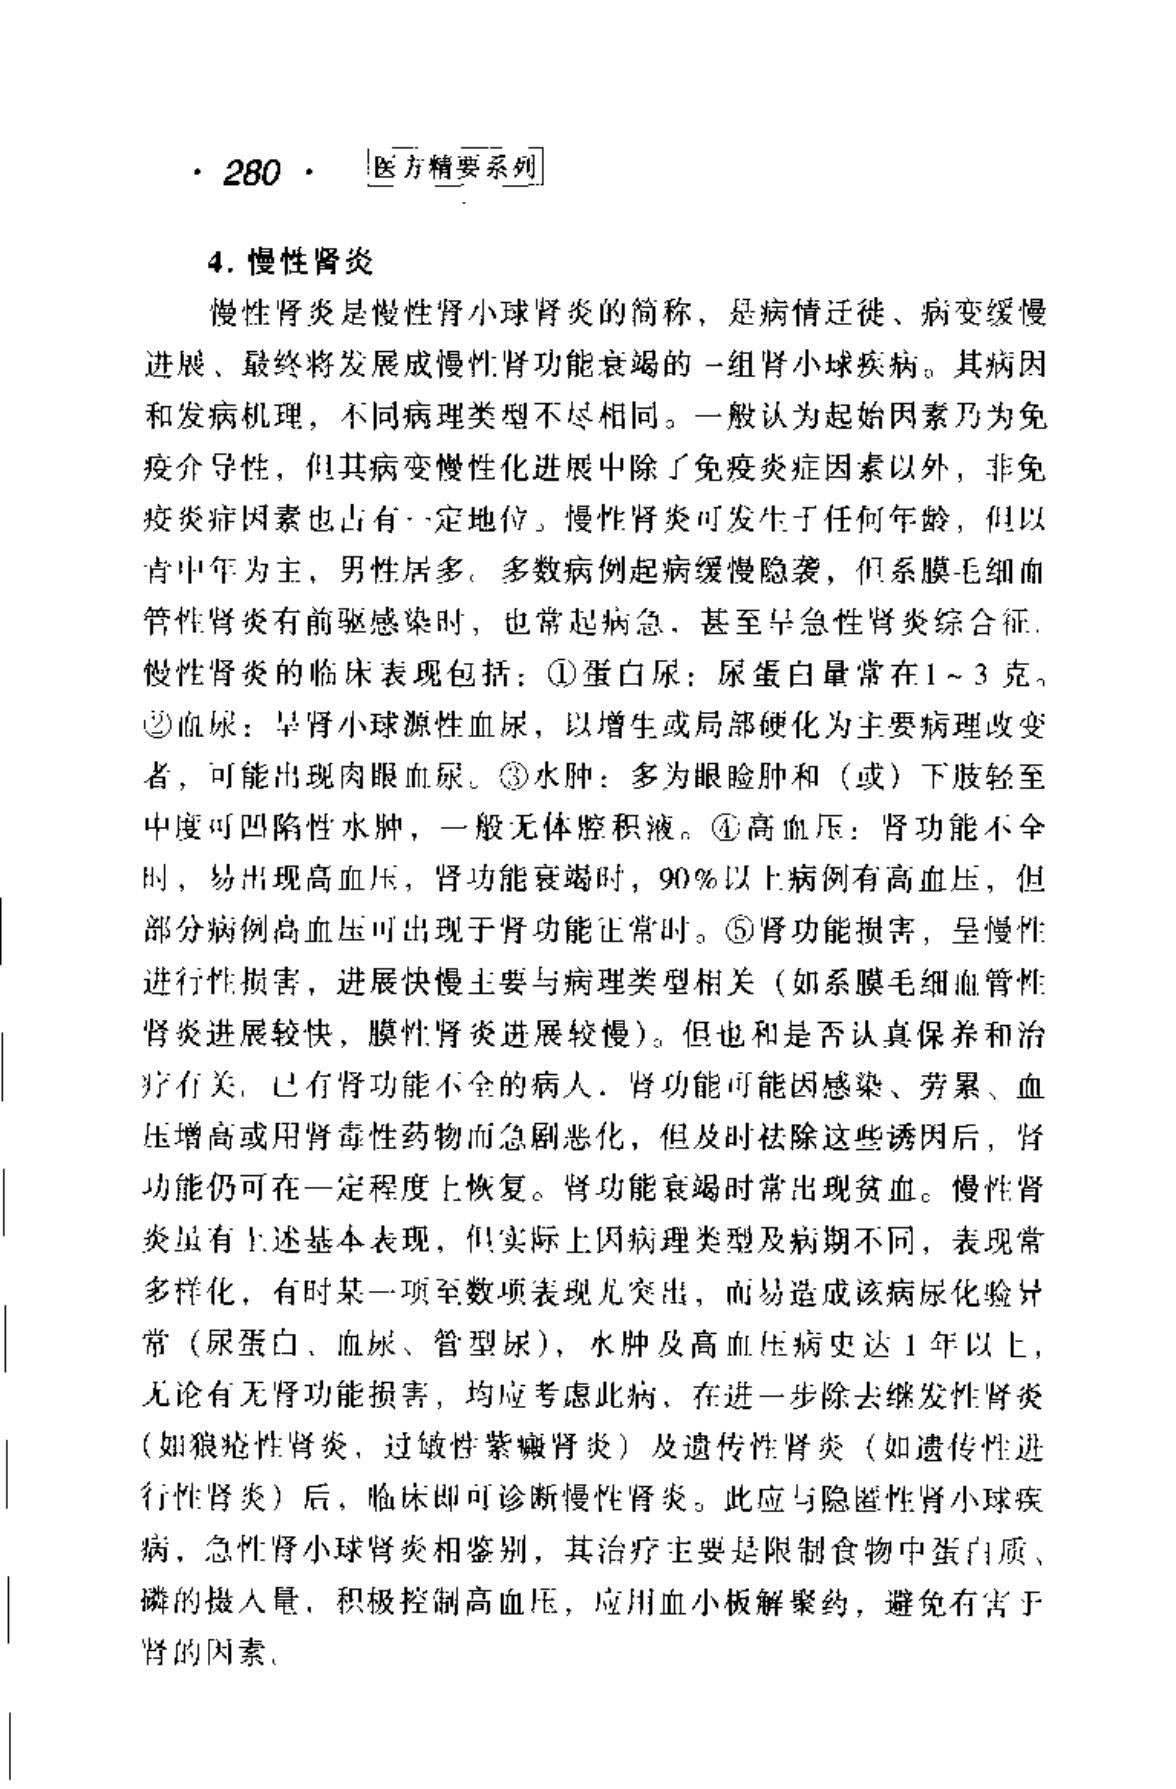 · 280 · 医方精要系列
4. 慢性肾炎
慢性肾炎是慢性肾小球肾炎的简称，是病情迁徙、病变缓慢
进展、最终将发展成慢性肾功能衰竭的一组肾小球疾病。其病因
和发病机理，不同病理类型不尽相同。一般认为起始因素乃为免
疫介导性，但其病变慢性化进展中除了免疫炎症因素以外，非免
疫炎症因素也占有一定地位。慢性肾炎可发生于任何年龄，但以
青中年为主，男性居多。多数病例起病缓慢隐袭，但系膜毛细血
管性肾炎有前驱感染时，也常起病急，甚至呈急性肾炎综合征。
慢性肾炎的临床表现包括：①蛋白尿：尿蛋白量常在1~3 克。
②血尿：呈肾小球源性血尿，以增生或局部硬化为主要病理改变
者，可能出现肉眼血尿。③水肿：多为眼睑肿和（或）下肢轻至
中度可凹陷性水肿，一般无体腔积液。④高血压：肾功能不全
时，易出现高血压，肾功能衰竭时，90%以上病例有高血压，但
部分病例高血压可出现于肾功能正常时。⑤肾功能损害，呈慢性
进行性损害，进展快慢主要与病理类型相关（如系膜毛细血管性
肾炎进展较快，膜性肾炎进展较慢）。但也和是否认真保养和治
疗有关。已有肾功能不全的病人，肾功能可能因感染、劳累、血
压增高或用肾毒性药物而急剧恶化，但及时祛除这些诱因后，肾
功能仍可在一定程度上恢复。肾功能衰竭时常出现贫血。慢性肾
炎虽有上述基本表现，但实际上因病理类型及病期不同，表现常
多样化，有时某一项至数项表现尤突出，而易造成该病尿化验异
常（尿蛋白、血尿、管型尿），水肿及高血压病史达 1 年以上，
无论有无肾功能损害，均应考虑此病，在进一步除去继发性肾炎
（如狼疮性肾炎，过敏性紫癜肾炎）及遗传性肾炎（如遗传性进
行性肾炎）后，临床即可诊断慢性肾炎。此应与隐匿性肾小球疾
病，急性肾小球肾炎相鉴别，其治疗主要是限制食物中蛋白质、
磷的摄入量，积极控制高血压，应用血小板解聚药，避免有害于
肾的因素。